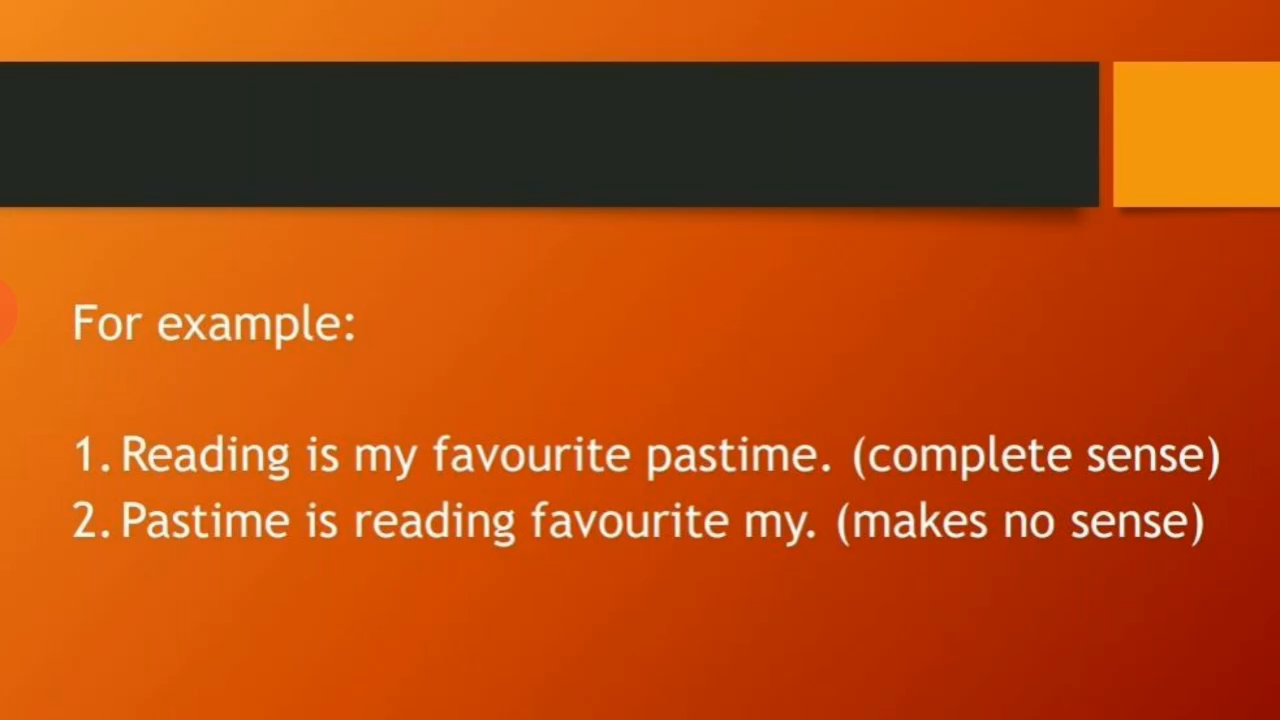 For example:
1. Reading is my favourite pastime. (complete sense)
2. Pastime is reading favourite my. (makes no sense)